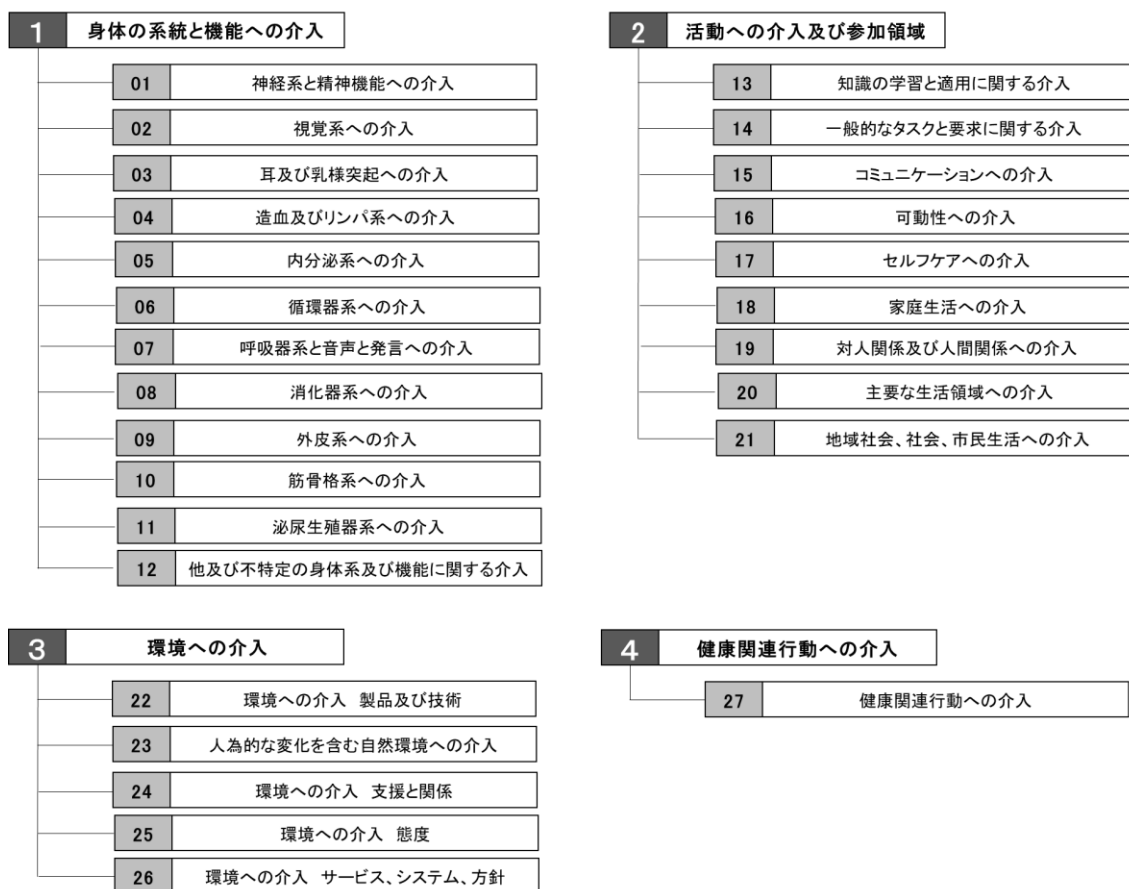 1 身体の系統と機能への介入
01 神経系と精神機能への介入
02 視覚系への介入
03 耳及び乳様突起への介入
04 造血及びリンパ系への介入
05 内分泌系への介入
06 循環器系への介入
07 呼吸器系と音声と発言への介入
08 消化器系への介入
09 外皮系への介入
10 筋骨格系への介入
11 泌尿生殖器系への介入
12 他及び不特定の身体系及び機能に関する介入
2 活動への介入及び参加領域
13 知識の学習と適用に関する介入
14 一般的なタスクと要求に関する介入
15 コミュニケーションへの介入
16 可動性への介入
17 セルフケアへの介入
18 家庭生活への介入
19 対人関係及び人間関係への介入
20 主要な生活領域への介入
21 地域社会、社会、市民生活への介入
3 環境への介入
22 環境への介入 製品及び技術
23 人為的な変化を含む自然環境への介入
24 環境への介入 支援と関係
25 環境への介入 態度
26 環境への介入 サービス、システム、方針
4 健康関連行動への介入
27 健康関連行動への介入